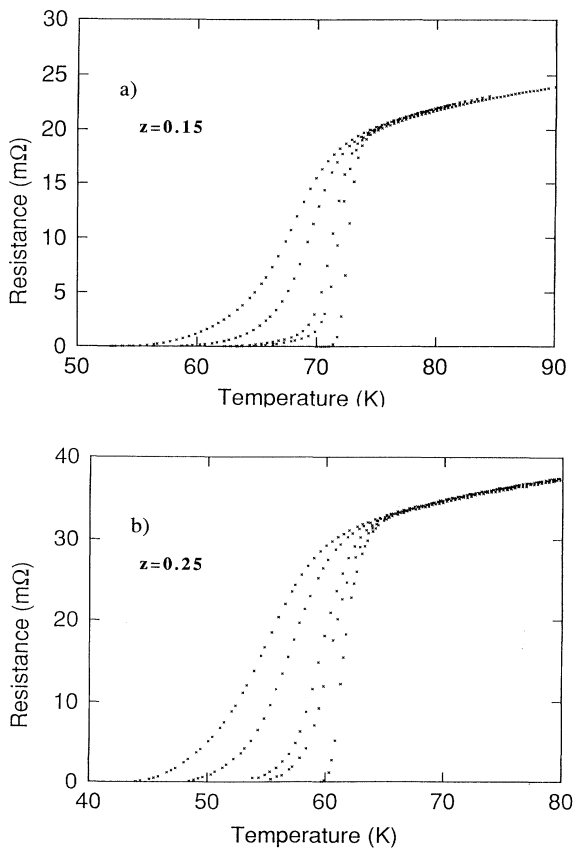 30
25
20
15
10
5
0
Resistance (mΩ)
a)
z=0.15
50 60 70 80 90
Temperature (K)
40
30
20
10
0
Resistance (mΩ)
b)
z=0.25
40 50 60 70 80
Temperature (K)